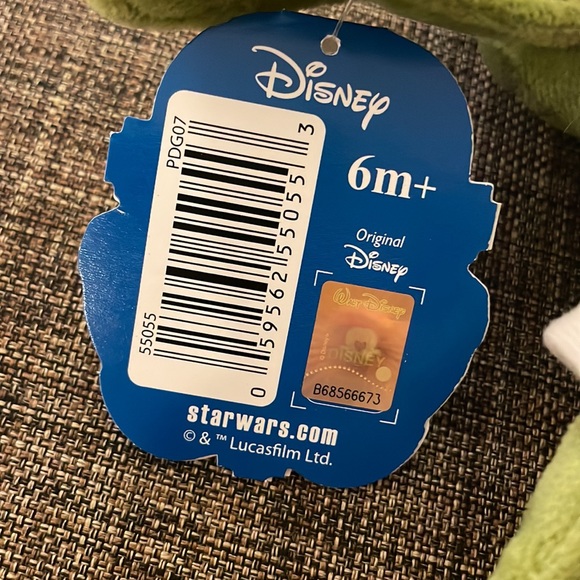 Disney
PDG07
55055
0 59562 55055 3
6m+
Original
Disney
Walt Disney
DISNEY
B68566673
starwars.com
© & ™ Lucasfilm Ltd.